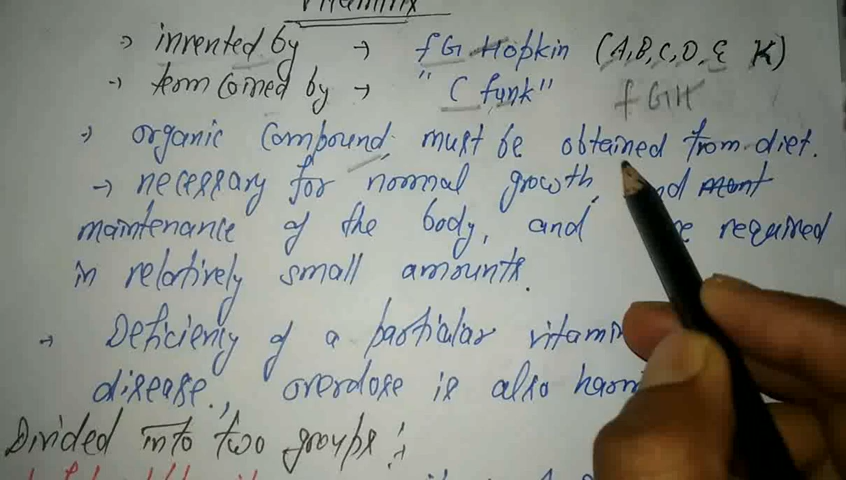 Vitamins
→ invented by → fG Hopkin (A,B,C,D,E K)
→ term coined by → "C funk" fGH
→ organic compound must be obtained from diet.
→ necessary for normal growth, and
maintenance of the body, and required
in relatively small amounts.
→ Deficieny of a particular vitamin
disease., overdose is also harm
Divided into two groups :